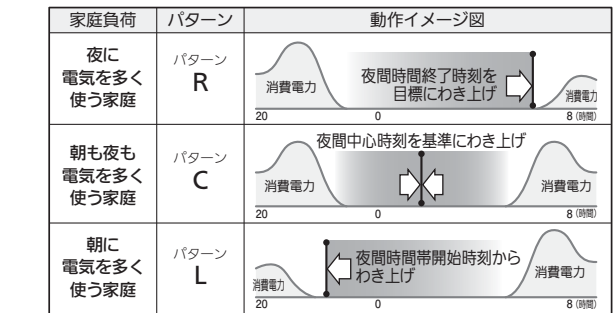 家庭負荷 パターン 動作イメージ図
夜に
電気を多く
使う家庭
パターン
R
消費電力
夜間時間終了時刻を
目標にわき上げ
消費電力
20 0 8 (時間)
朝も夜も
電気を多く
使う家庭
パターン
C
夜間中心時刻を基準にわき上げ
消費電力
消費電力
20 0 8 (時間)
朝に
電気を多く
使う家庭
パターン
L
消費電力
夜間時間帯開始時刻から
わき上げ
消費電力
20 0 8 (時間)